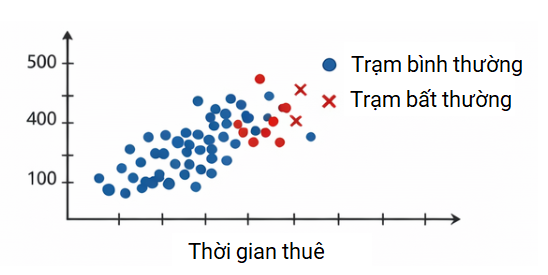 500
400
100
Trạm bình thường
Trạm bất thường
Thời gian thuê